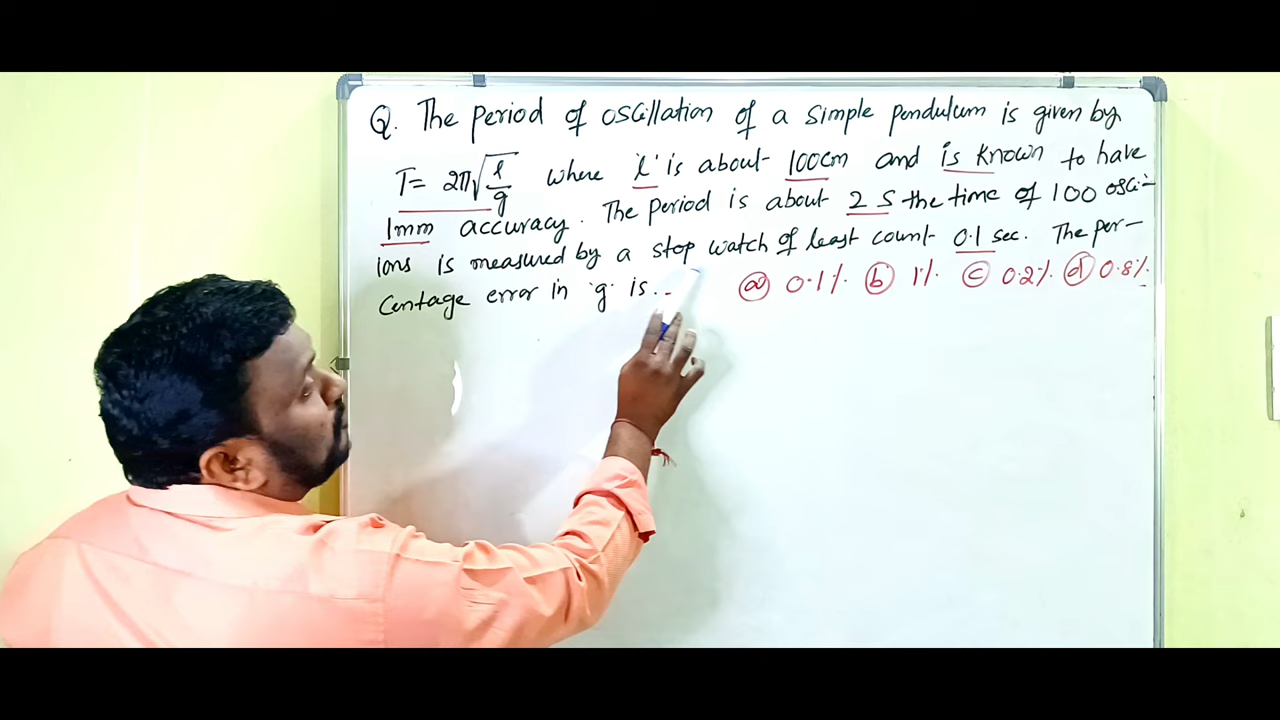 Q. The period of oscillation of a simple pendulum is given by
T = 2π√(l/g) where 'l' is about 100cm and is known to have
1mm accuracy. The period is about 2 S the time of 100 osci-
ions is measured by a stop watch of least count 0.1 sec. The per-
centage error in 'g' is.. (a) 0.1% (b) 1% (c) 0.2% (d) 0.8%.